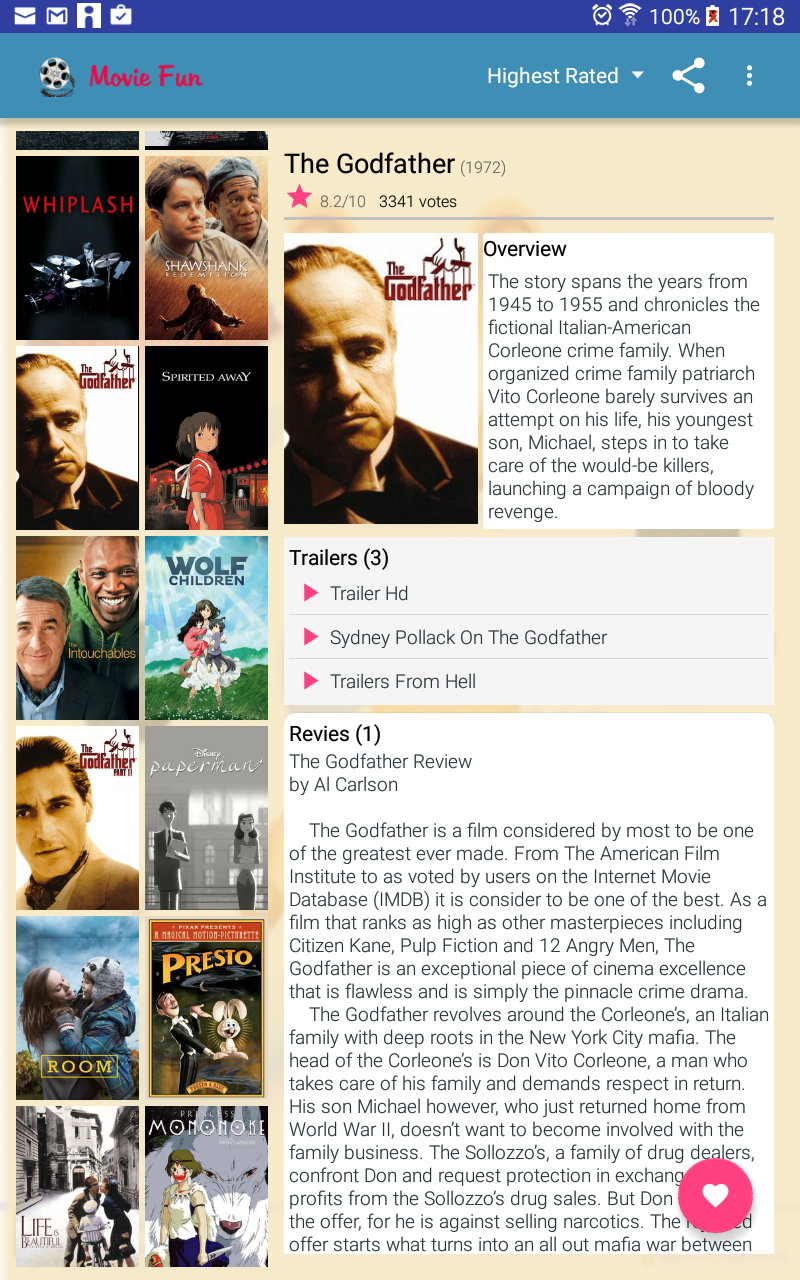 100% 17:18
Movie Fun
Highest Rated
WHIPLASH
SHAWSHANK
REDEMPTION
The
Godfather
SPIRITED AWAY
The
Intouchables
WOLF
CHILDREN
The
Godfather
PART II
Disney
paperman
ROOM
PIXAR PRESENTS
A MAGICAL MOTION-PICTURETTE
PRESTO
LIFE IS
BEAUTIFUL
PRINCESS
MONONOKE
The Godfather (1972)
8.2/10 3341 votes
The
Godfather
Overview
The story spans the years from
1945 to 1955 and chronicles the
fictional Italian-American
Corleone crime family. When
organized crime family patriarch
Vito Corleone barely survives an
attempt on his life, his youngest
son, Michael, steps in to take
care of the would-be killers,
launching a campaign of bloody
revenge.
Trailers (3)
Trailer Hd
Sydney Pollack On The Godfather
Trailers From Hell
Revies (1)
The Godfather Review
by Al Carlson
The Godfather is a film considered by most to be one
of the greatest ever made. From The American Film
Institute to as voted by users on the Internet Movie
Database (IMDB) it is consider to be one of the best. As a
film that ranks as high as other masterpieces including
Citizen Kane, Pulp Fiction and 12 Angry Men, The
Godfather is an exceptional piece of cinema excellence
that is flawless and is simply the pinnacle crime drama.
The Godfather revolves around the Corleone's, an Italian
family with deep roots in the New York City mafia. The
head of the Corleone's is Don Vito Corleone, a man who
takes care of his family and demands respect in return.
His son Michael however, who just returned home from
World War II, doesn't want to become involved with the
family business. The Sollozzo's, a family of drug dealers,
confront Don and request protection in exchang
profits from the Sollozzo's drug sales. But Don
the offer, for he is against selling narcotics. The
offer starts what turns into an all out mafia war between